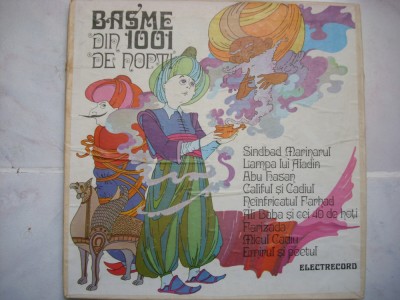 BASME
DIN 1001
DE NOPȚI
Sindbad Marinarul
Lampa lui Aladin
Abu Hasan
Califul și Cadiul
Neînfricatul Farhad
Ali Baba și cei 40 de hoți
Farizada
Micul Cadiu
Emirul și
ELECTRECORD